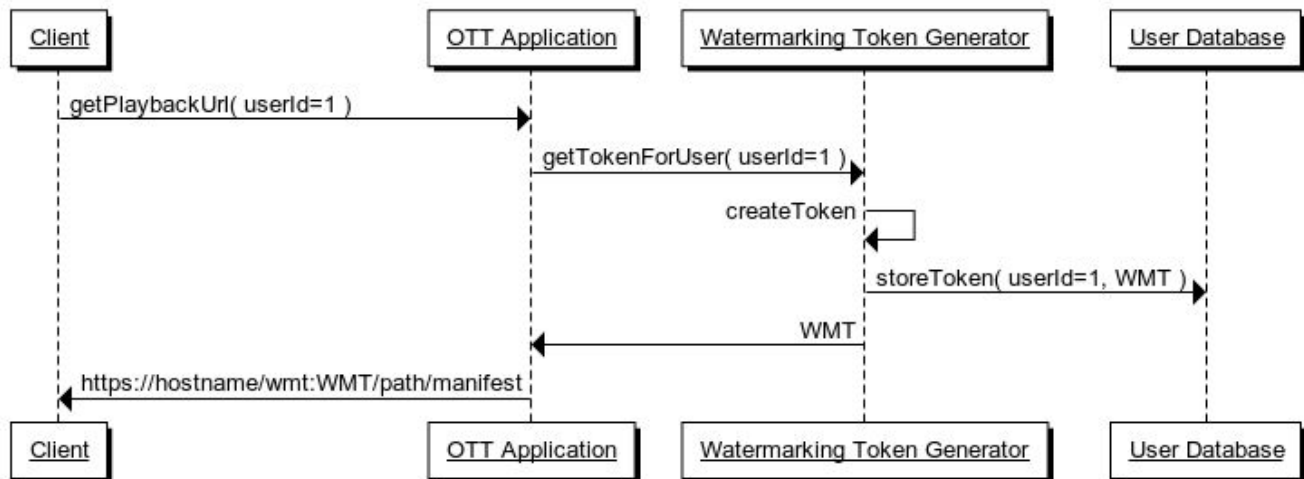 Client
OTT Application
Watermarking Token Generator
User Database
getPlaybackUrl( userId=1 )
getTokenForUser( userId=1 )
createToken
storeToken( userId=1, WMT )
WMT
https://hostname/wmt:WMT/path/manifest
Client
OTT Application
Watermarking Token Generator
User Database